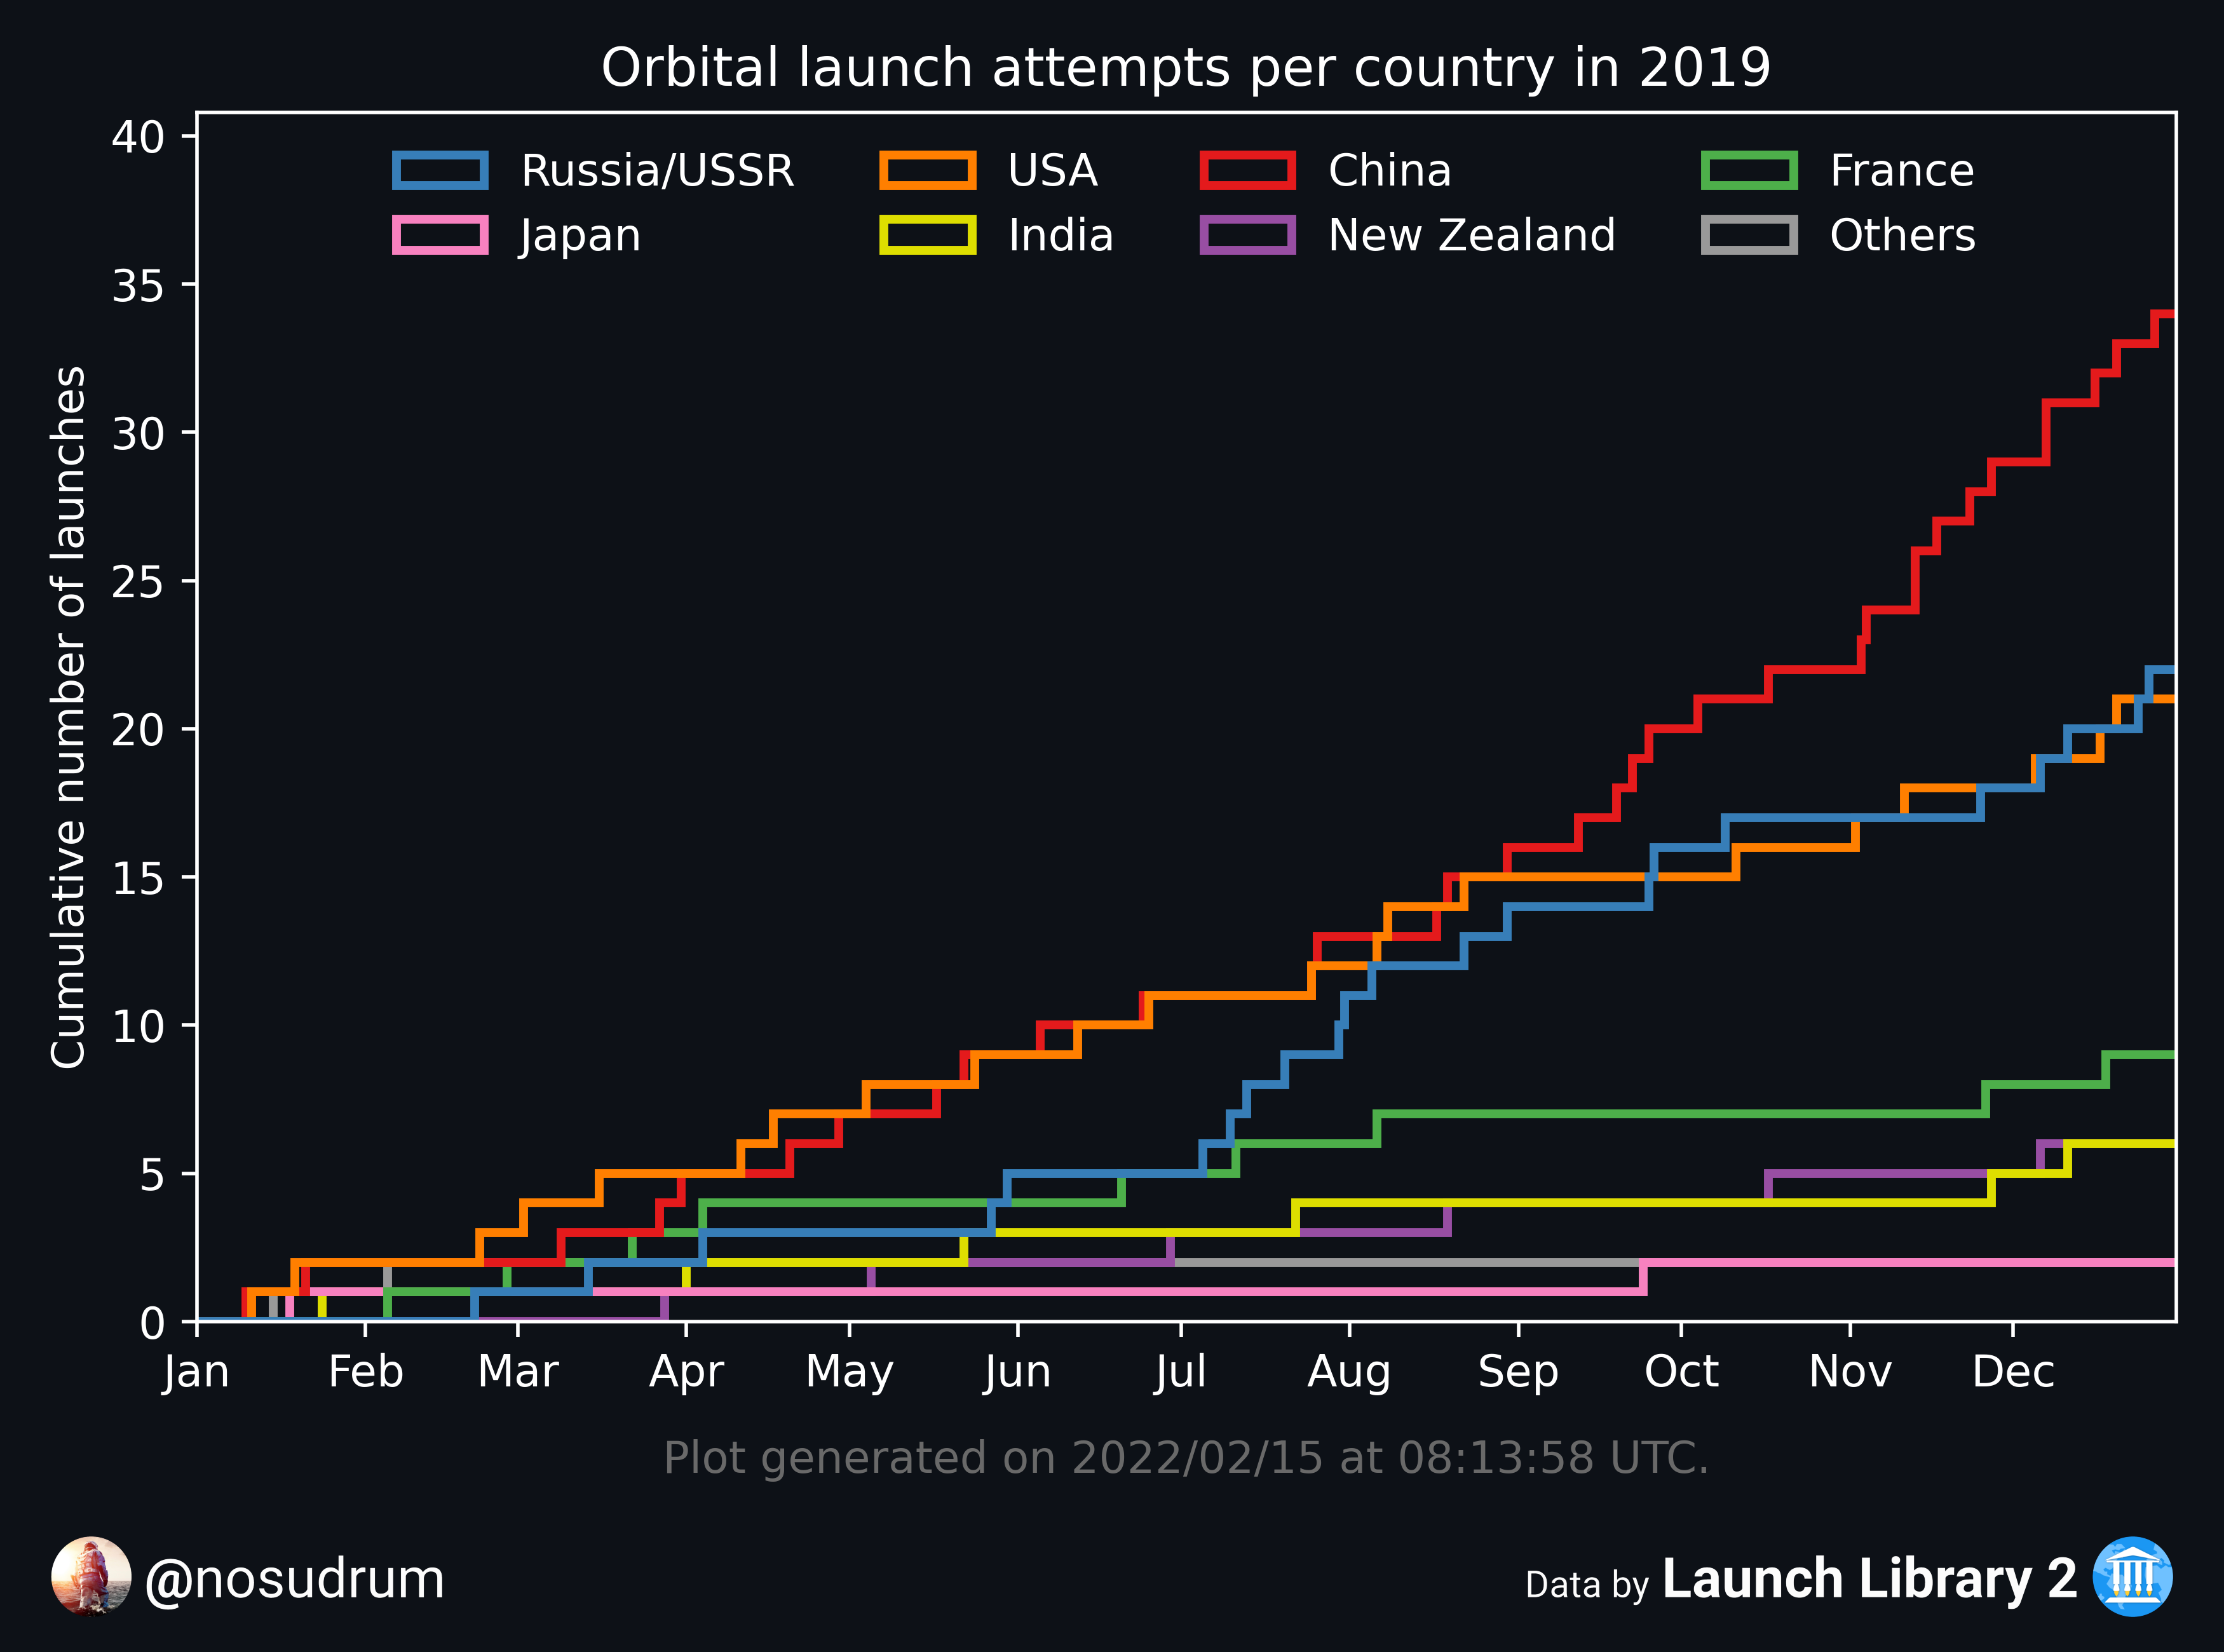 Orbital launch attempts per country in 2019
Russia/USSR USA China France
Japan India New Zealand Others
Cumulative number of launches
40
35
30
25
20
15
10
5
0
Jan Feb Mar Apr May Jun Jul Aug Sep Oct Nov Dec
Plot generated on 2022/02/15 at 08:13:58 UTC.
@nosudrum
Data by Launch Library 2